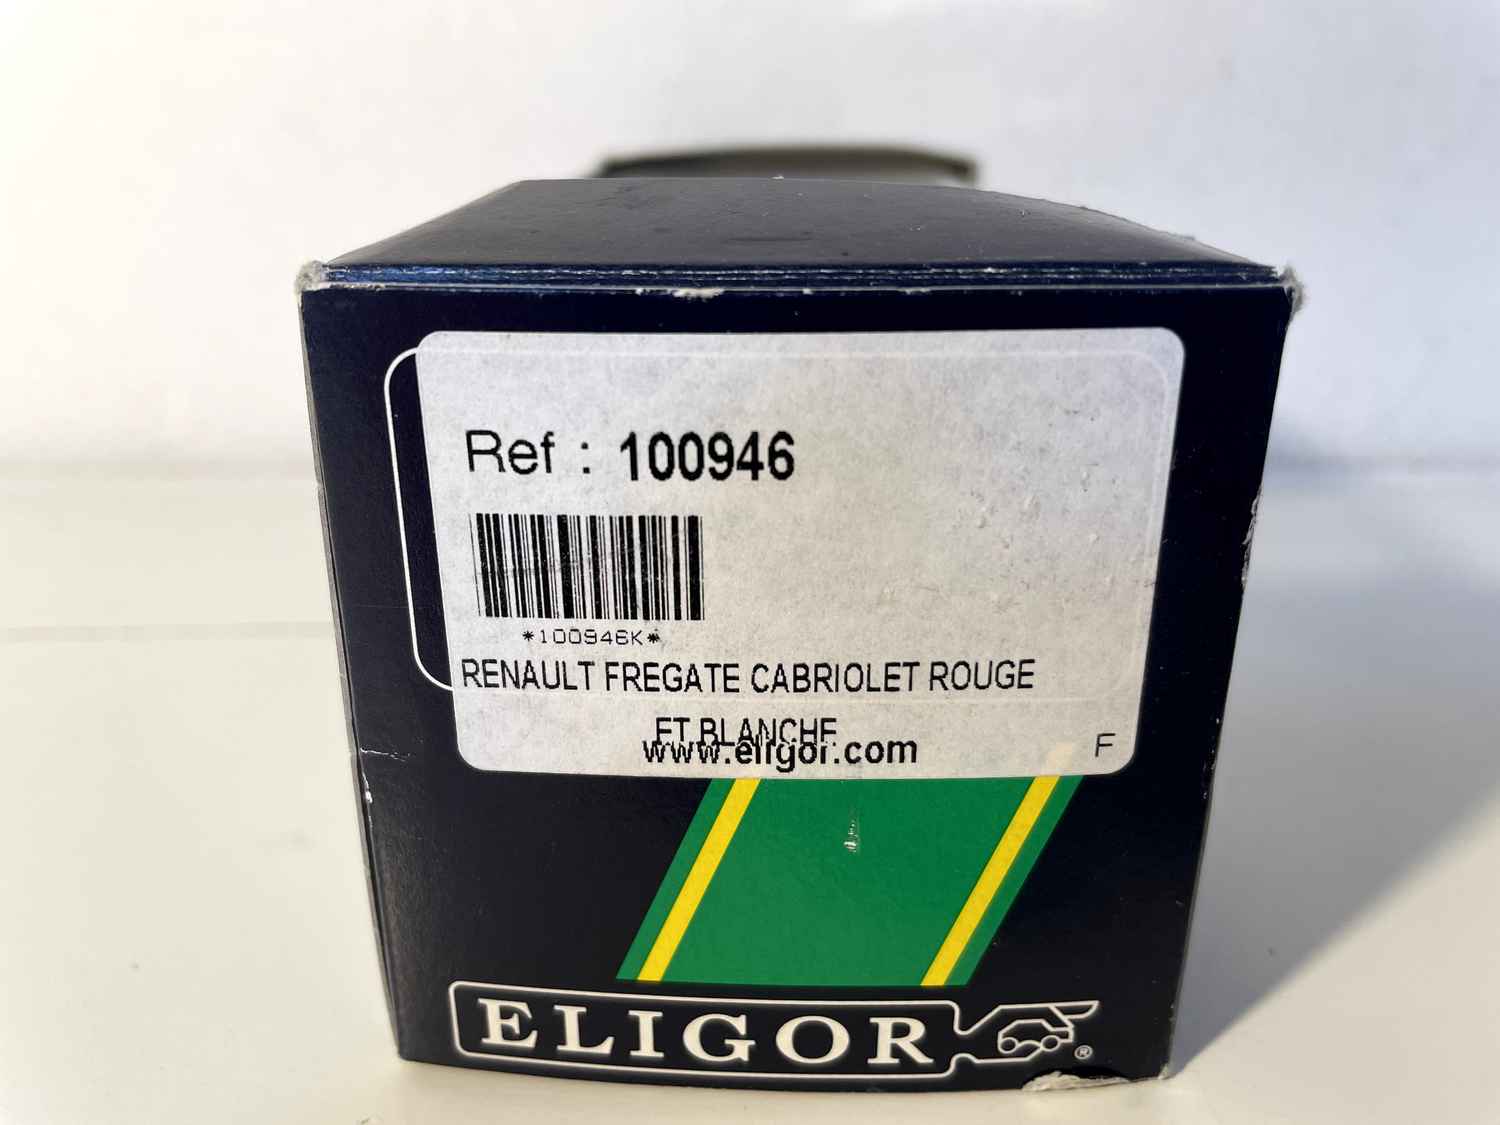 Ref : 100946
*100946K*
RENAULT FREGATE CABRIOLET ROUGE
ET BLANCHE
www.eligor.com
F
ELIGOR
®